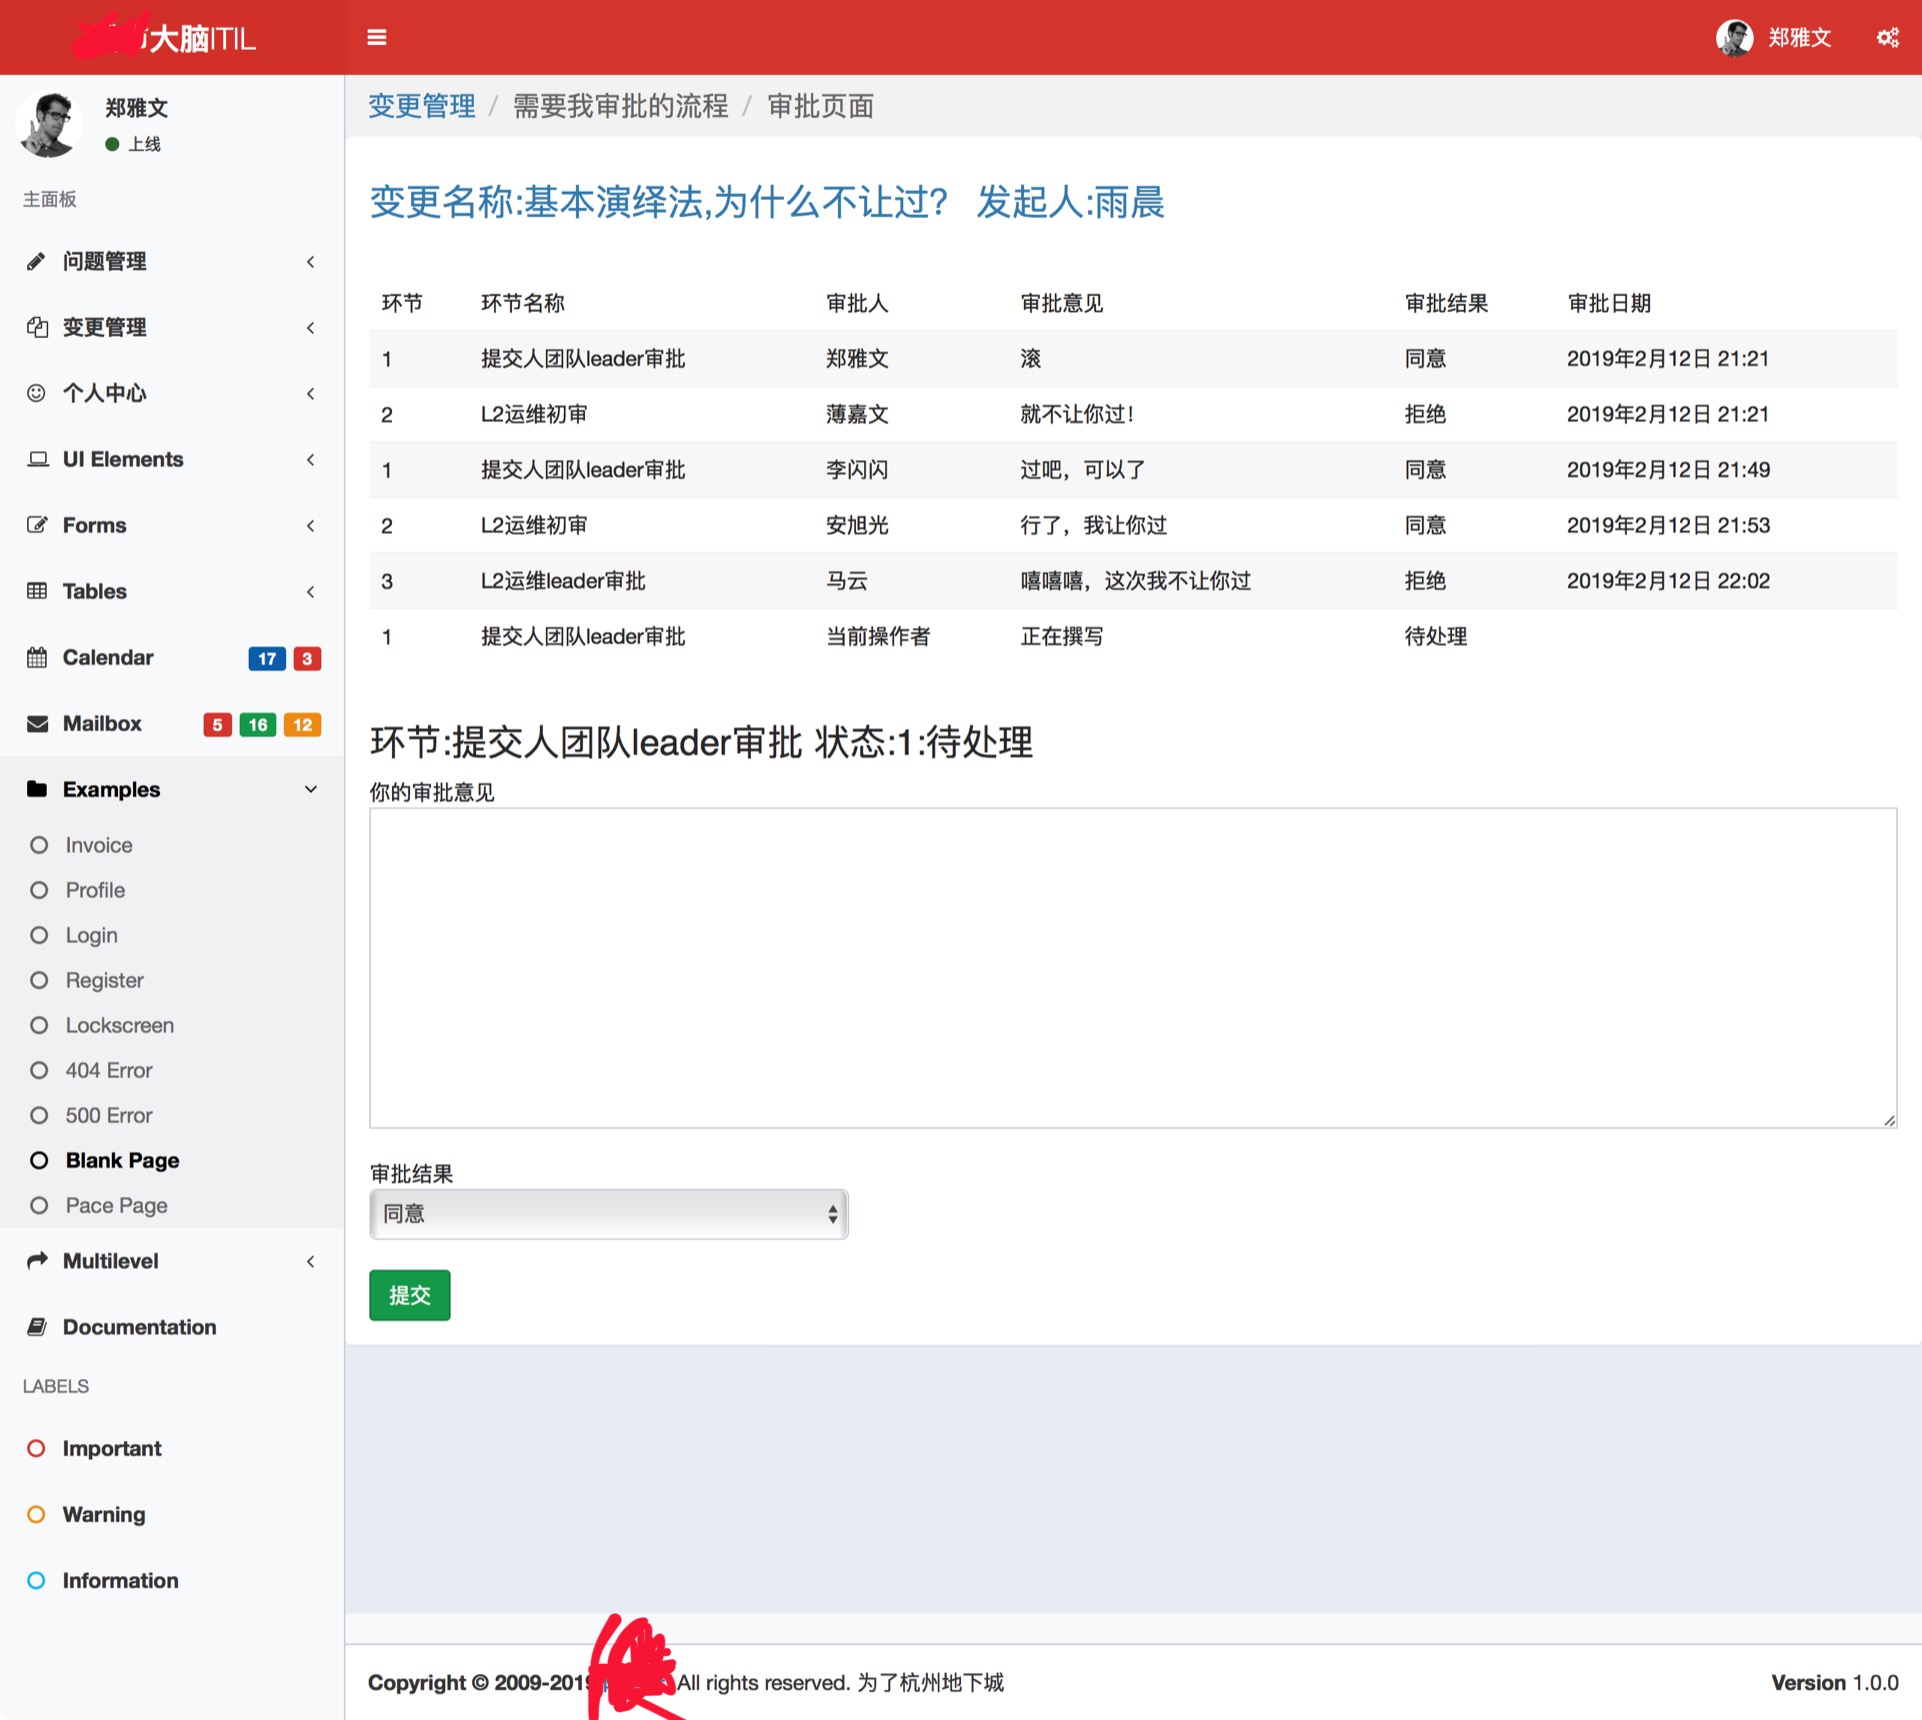 大脑ITIL
郑雅文
郑雅文
上线
主面板
问题管理
变更管理
个人中心
UI Elements
Forms
Tables
Calendar 17 3
Mailbox 5 16 12
Examples
Invoice
Profile
Login
Register
Lockscreen
404 Error
500 Error
Blank Page
Pace Page
Multilevel
Documentation
LABELS
Important
Warning
Information
变更管理 / 需要我审批的流程 / 审批页面
变更名称:基本演绎法,为什么不让过? 发起人:雨晨
环节 环节名称 审批人 审批意见 审批结果 审批日期
1 提交人团队leader审批 郑雅文 滚 同意 2019年2月12日 21:21
2 L2运维初审 薄嘉文 就不让你过! 拒绝 2019年2月12日 21:21
1 提交人团队leader审批 李闪闪 过吧，可以了 同意 2019年2月12日 21:49
2 L2运维初审 安旭光 行了，我让你过 同意 2019年2月12日 21:53
3 L2运维leader审批 马云 嘻嘻嘻，这次我不让你过 拒绝 2019年2月12日 22:02
1 提交人团队leader审批 当前操作者 正在撰写 待处理
环节:提交人团队leader审批 状态:1:待处理
你的审批意见
审批结果
同意
提交
Copyright © 2009-2019 All rights reserved. 为了杭州地下城
Version 1.0.0